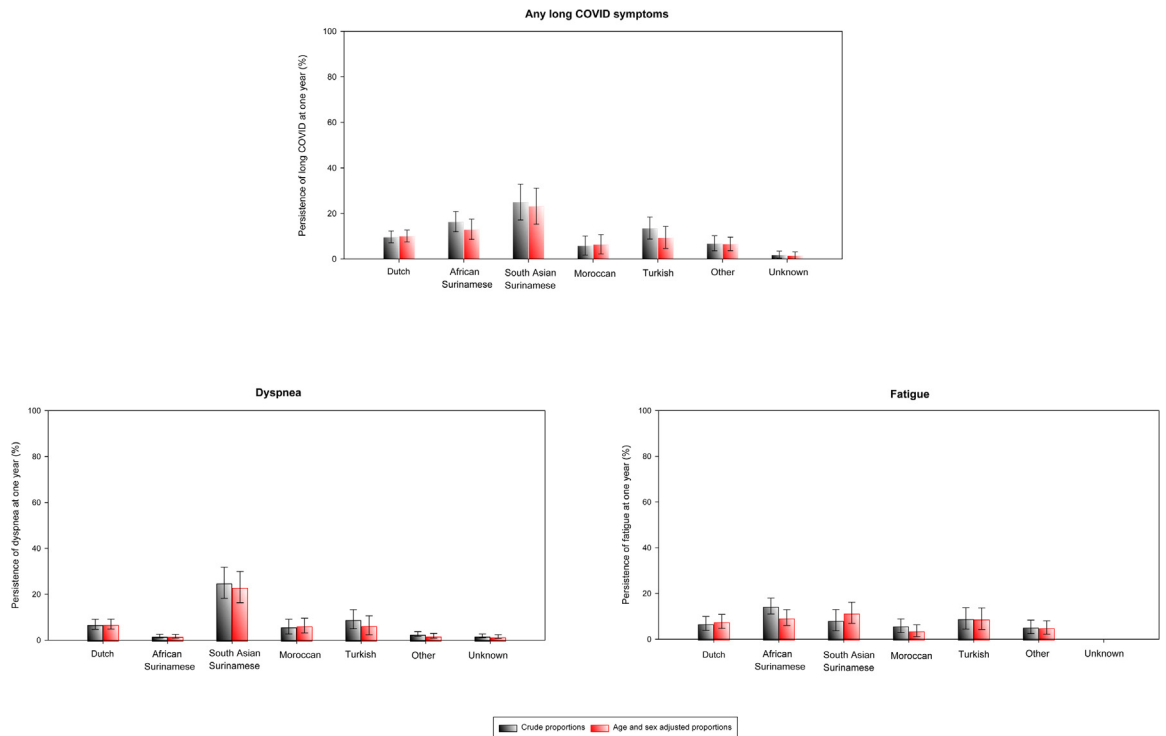 Any long COVID symptoms
Persistence of long COVID at one year (%)
100
80
60
40
20
0
Dutch
African
Surinamese
South Asian
Surinamese
Moroccan
Turkish
Other
Unknown
Dyspnea
Persistence of dyspnea at one year (%)
100
80
60
40
20
0
Dutch
African
Surinamese
South Asian
Surinamese
Moroccan
Turkish
Other
Unknown
Fatigue
Persistence of fatigue at one year (%)
100
80
60
40
20
0
Dutch
African
Surinamese
South Asian
Surinamese
Moroccan
Turkish
Other
Unknown
Crude proportions
Age and sex adjusted proportions